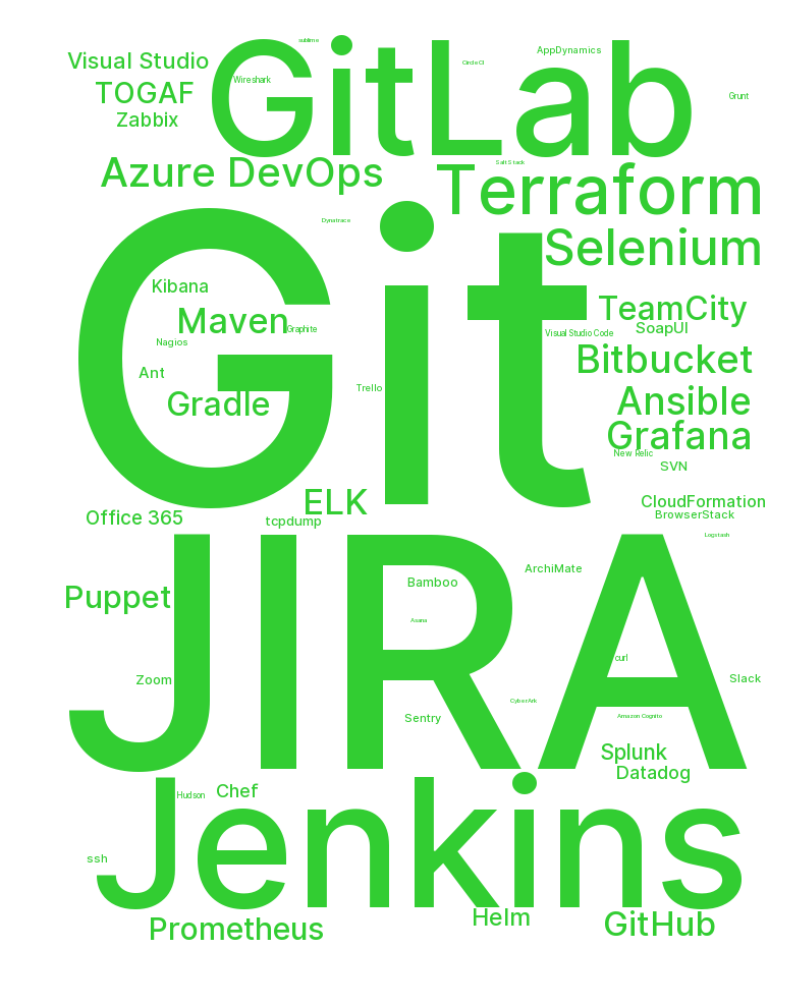 sublime
Visual Studio
GitLab
CircleCI
AppDynamics
Wireshark
TOGAF
Grunt
Zabbix
Azure DevOps
Salt Stack
Terraform
Dynatrace
Git
Selenium
Kibana
TeamCity
Maven
Graphite
SoapUI
Visual Studio Code
Nagios
Bitbucket
Ant
Trello
Gradle
Ansible
Grafana
New Relic
SVN
ELK
CloudFormation
Office 365
tcpdump
BrowserStack
Logstash
JIRA
ArchiMate
Bamboo
Puppet
Asana
curl
Zoom
Slack
CyberArk
Sentry
Amazon Cognito
Splunk
Datadog
Jenkins
Hudson
Chef
ssh
Helm
GitHub
Prometheus